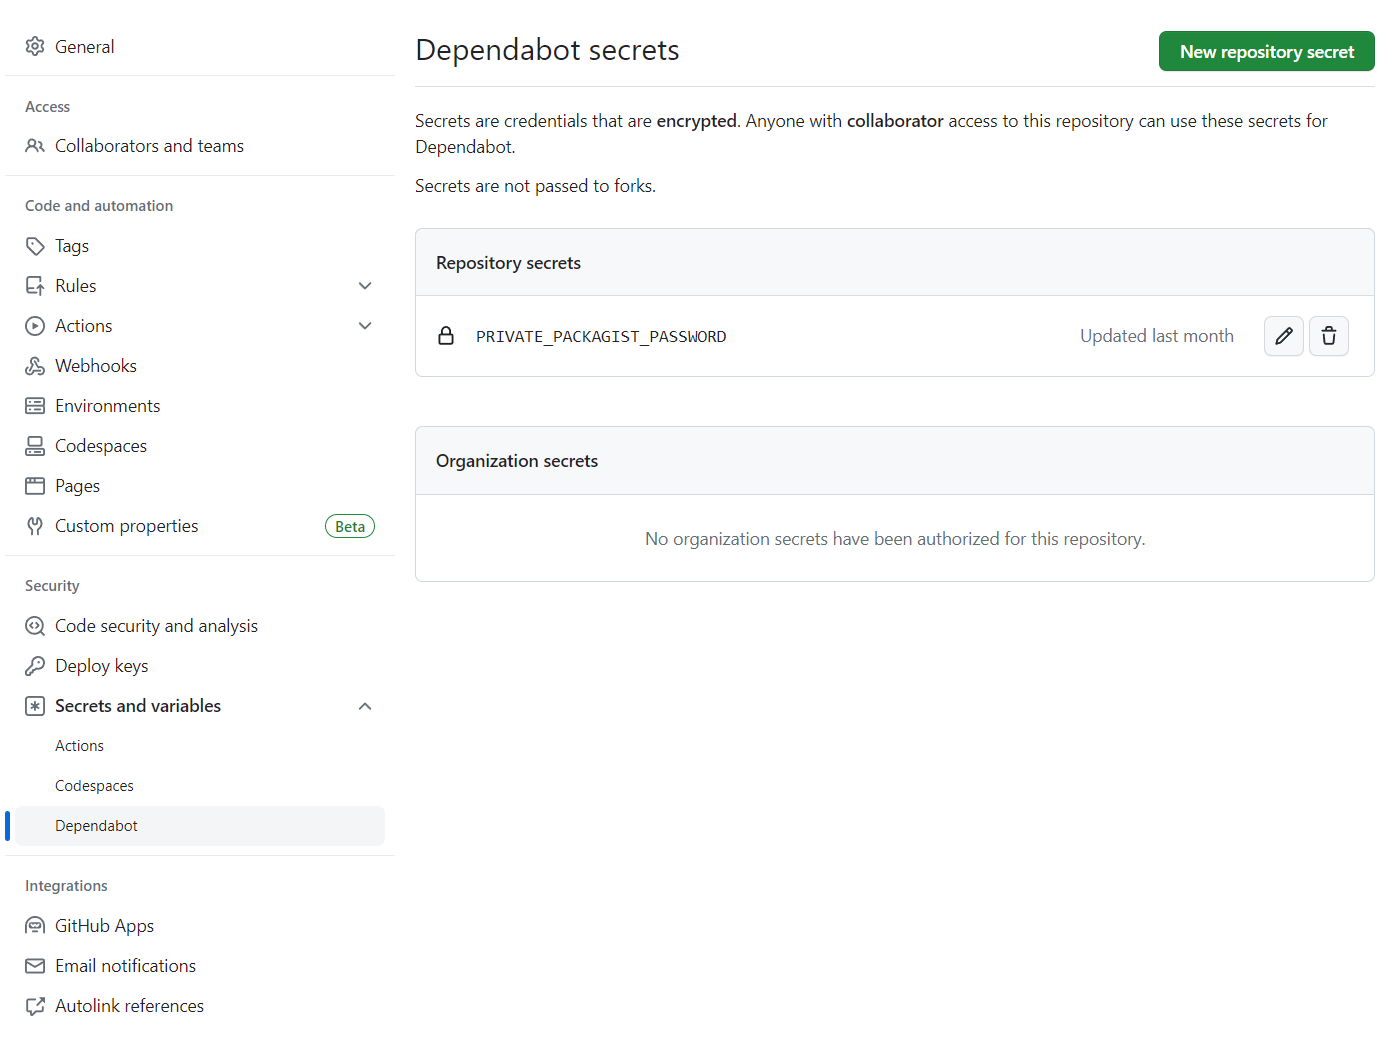 General
Access
Collaborators and teams
Code and automation
Tags
Rules
Actions
Webhooks
Environments
Codespaces
Pages
Custom properties Beta
Security
Code security and analysis
Deploy keys
Secrets and variables
Actions
Codespaces
Dependabot
Integrations
GitHub Apps
Email notifications
Autolink references
Dependabot secrets
New repository secret
Secrets are credentials that are encrypted. Anyone with collaborator access to this repository can use these secrets for
Dependabot.
Secrets are not passed to forks.
Repository secrets
PRIVATE_PACKAGIST_PASSWORD Updated last month
Organization secrets
No organization secrets have been authorized for this repository.